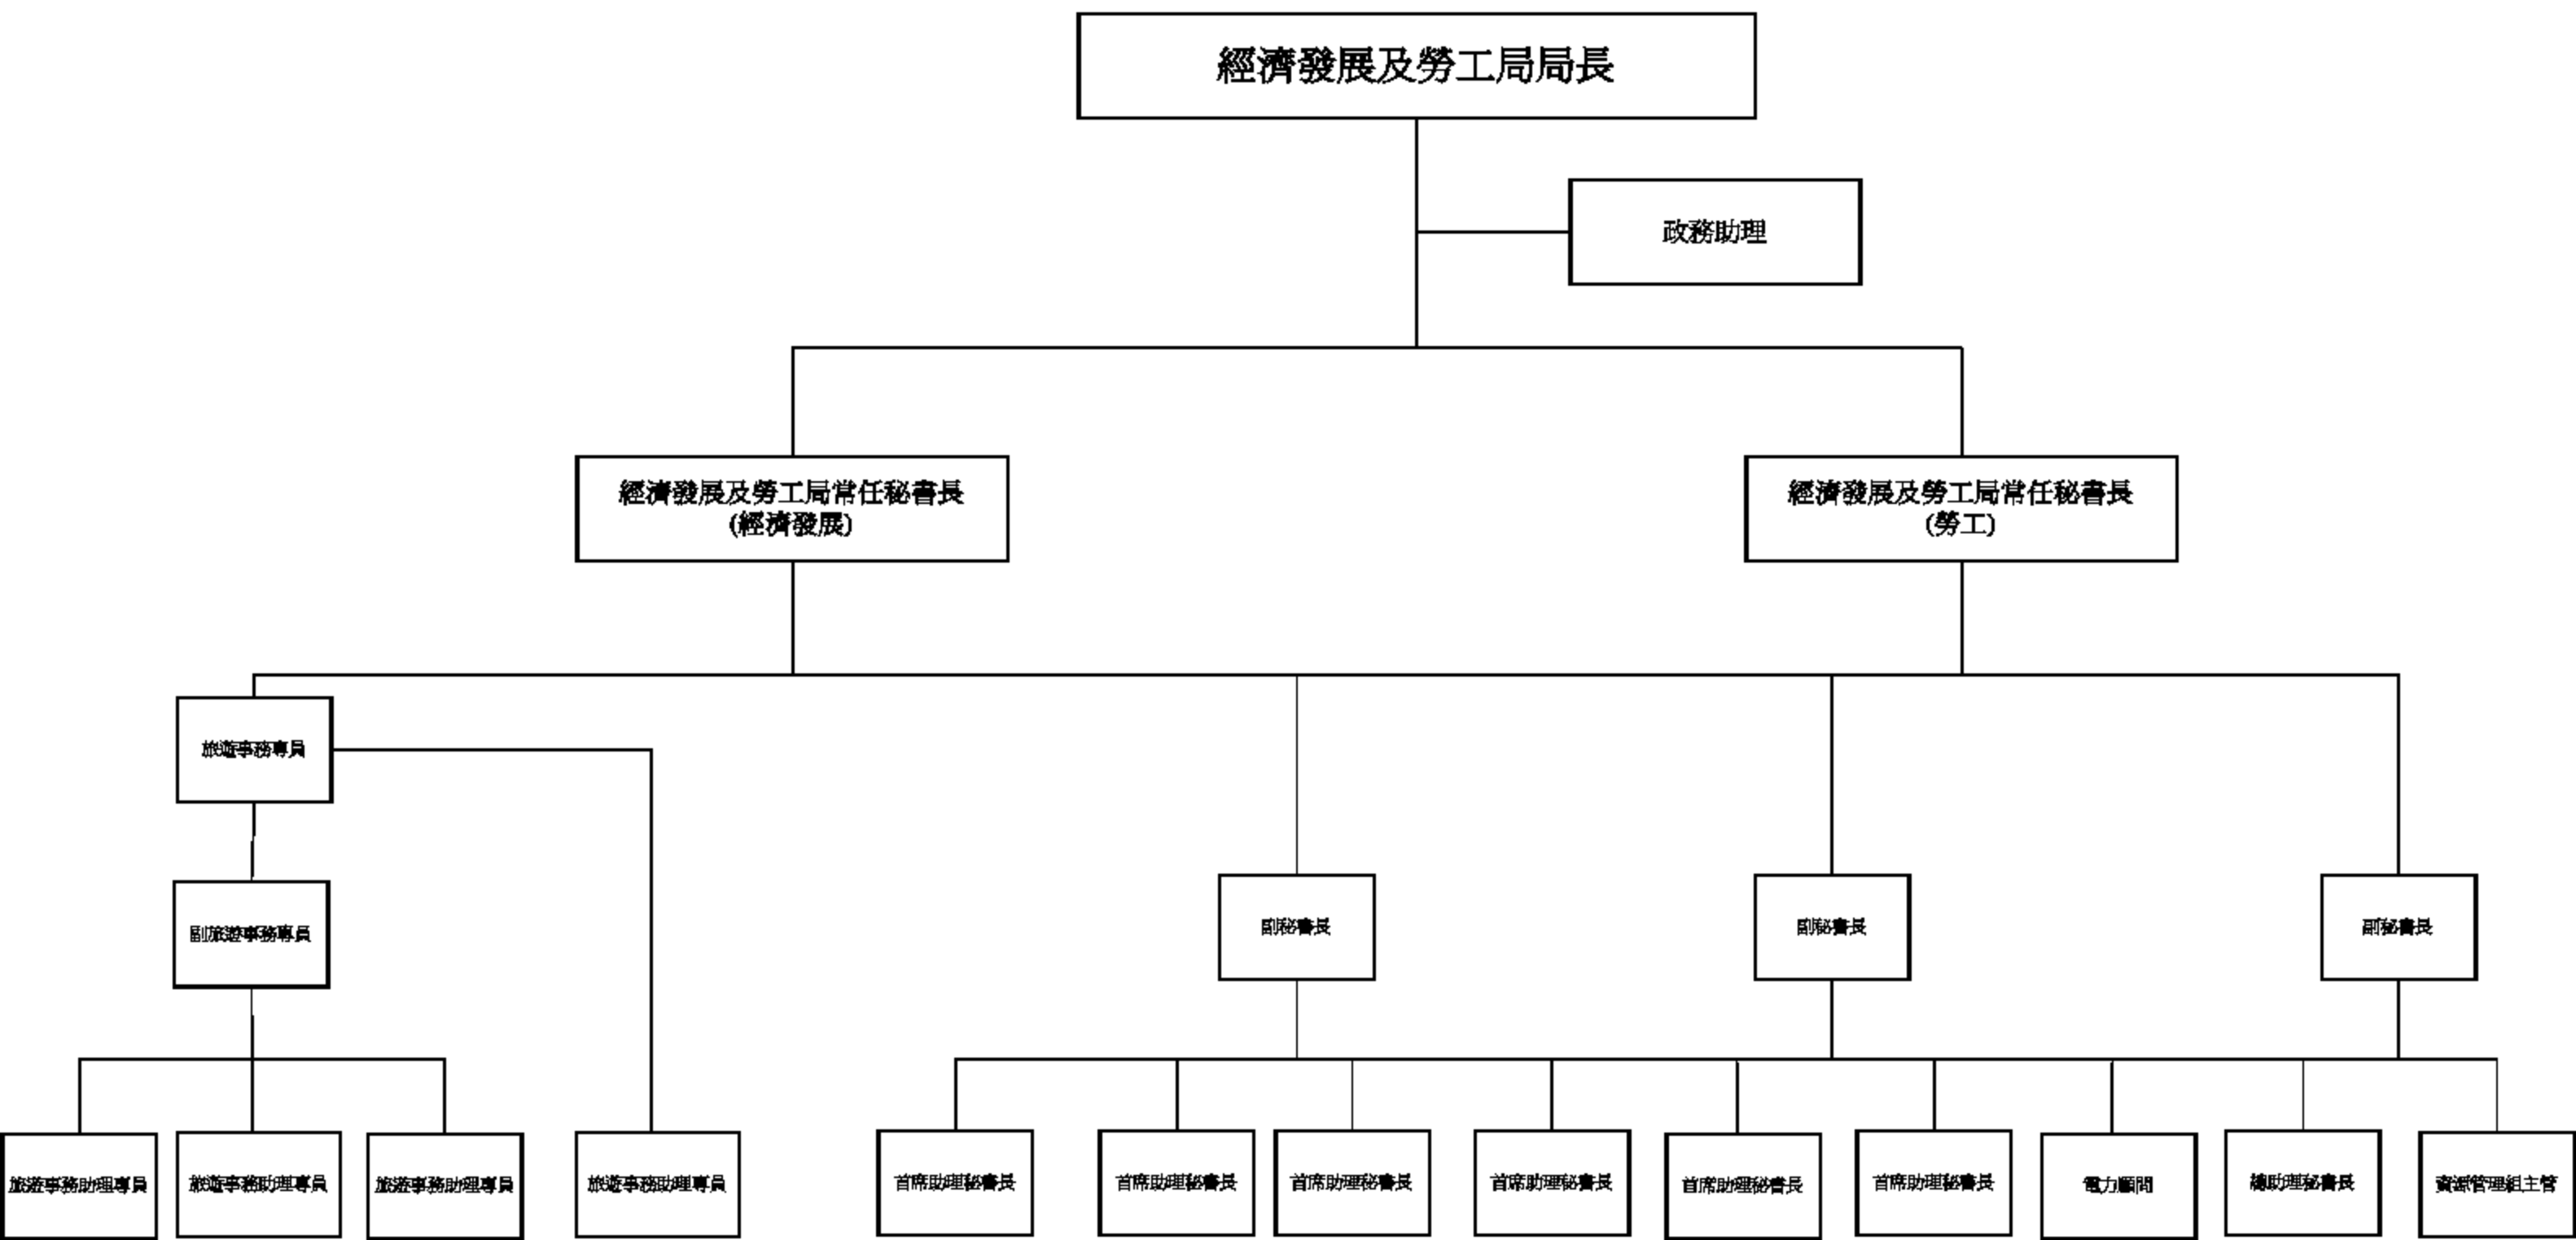 經濟發展及勞工局局長
政務助理
經濟發展及勞工局常任秘書長
(經濟發展)
經濟發展及勞工局常任秘書長
(勞工)
旅遊事務專員
副旅遊事務專員
副秘書長
副秘書長
副秘書長
旅遊事務助理專員
旅遊事務助理專員
旅遊事務助理專員
旅遊事務助理專員
首席助理秘書長
首席助理秘書長
首席助理秘書長
首席助理秘書長
首席助理秘書長
首席助理秘書長
電力顧問
總助理秘書長
資源管理組主管